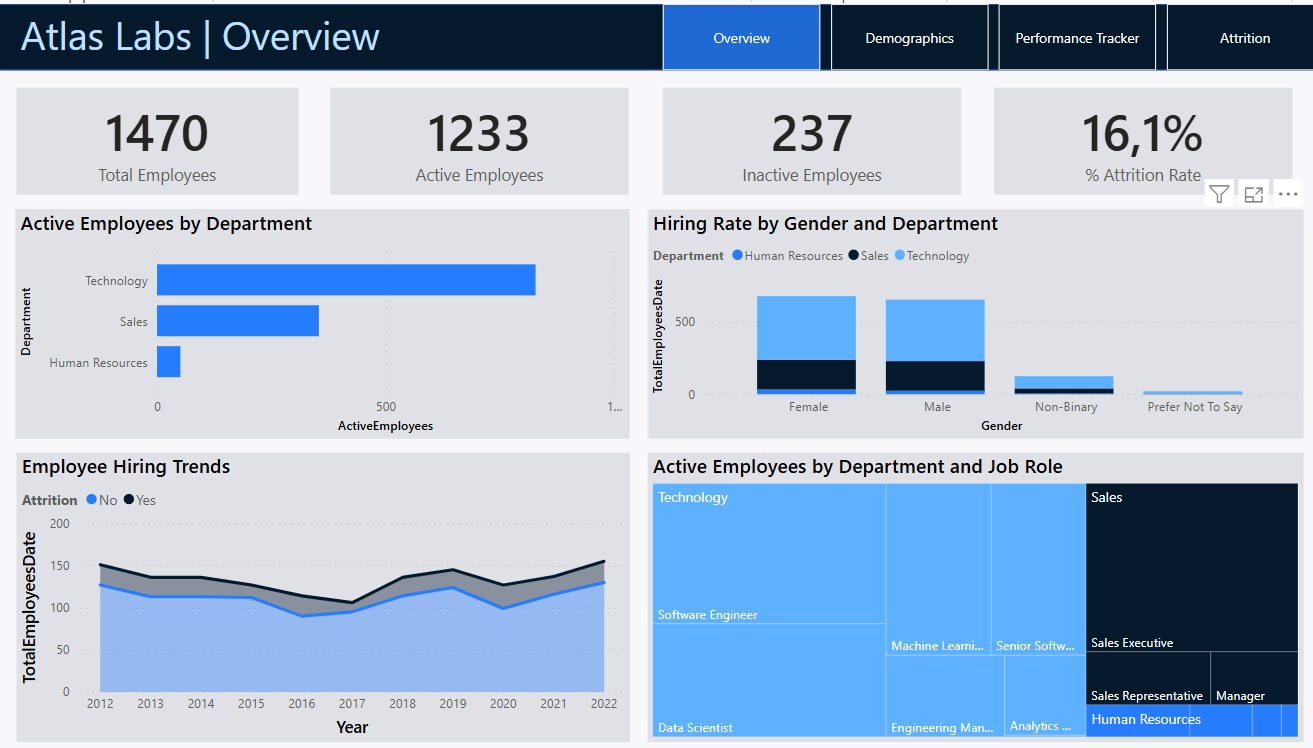 Atlas Labs | Overview
Overview
Demographics
Performance Tracker
Attrition
1470
Total Employees
1233
Active Employees
237
Inactive Employees
16,1%
% Attrition Rate
Active Employees by Department
Department
Technology
Sales
Human Resources
0
500
1...
ActiveEmployees
Hiring Rate by Gender and Department
Department Human Resources Sales Technology
TotalEmployeesDate
500
0
Female
Male
Non-Binary
Prefer Not To Say
Gender
Employee Hiring Trends
Attrition No Yes
TotalEmployeesDate
200
150
100
50
0
2012 2013 2014 2015 2016 2017 2018 2019 2020 2021 2022
Year
Active Employees by Department and Job Role
Technology
Software Engineer
Data Scientist
Machine Learni...
Senior Softw...
Engineering Man...
Analytics ...
Sales
Sales Executive
Sales Representative
Manager
Human Resources